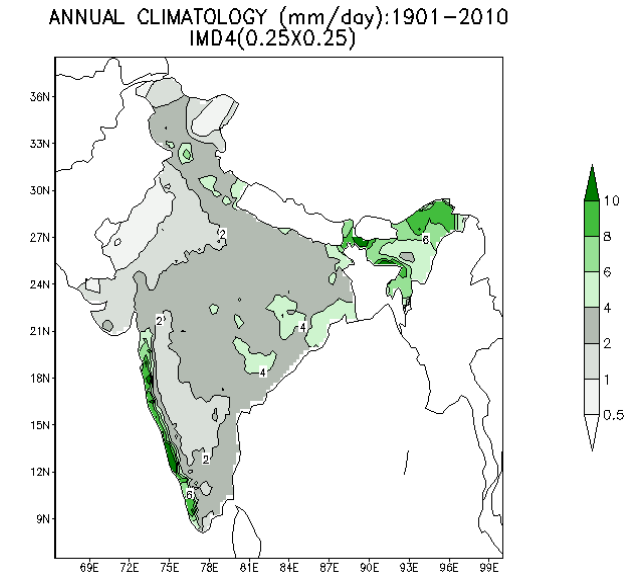 ANNUAL CLIMATOLOGY (mm/day):1901-2010
IMD4(0.25X0.25)
36N
33N
30N
27N
24N
21N
18N
15N
12N
9N
69E 72E 75E 78E 81E 84E 87E 90E 93E 96E 99E
2
6
2
4
4
2
6
10
8
6
4
2
1
0.5